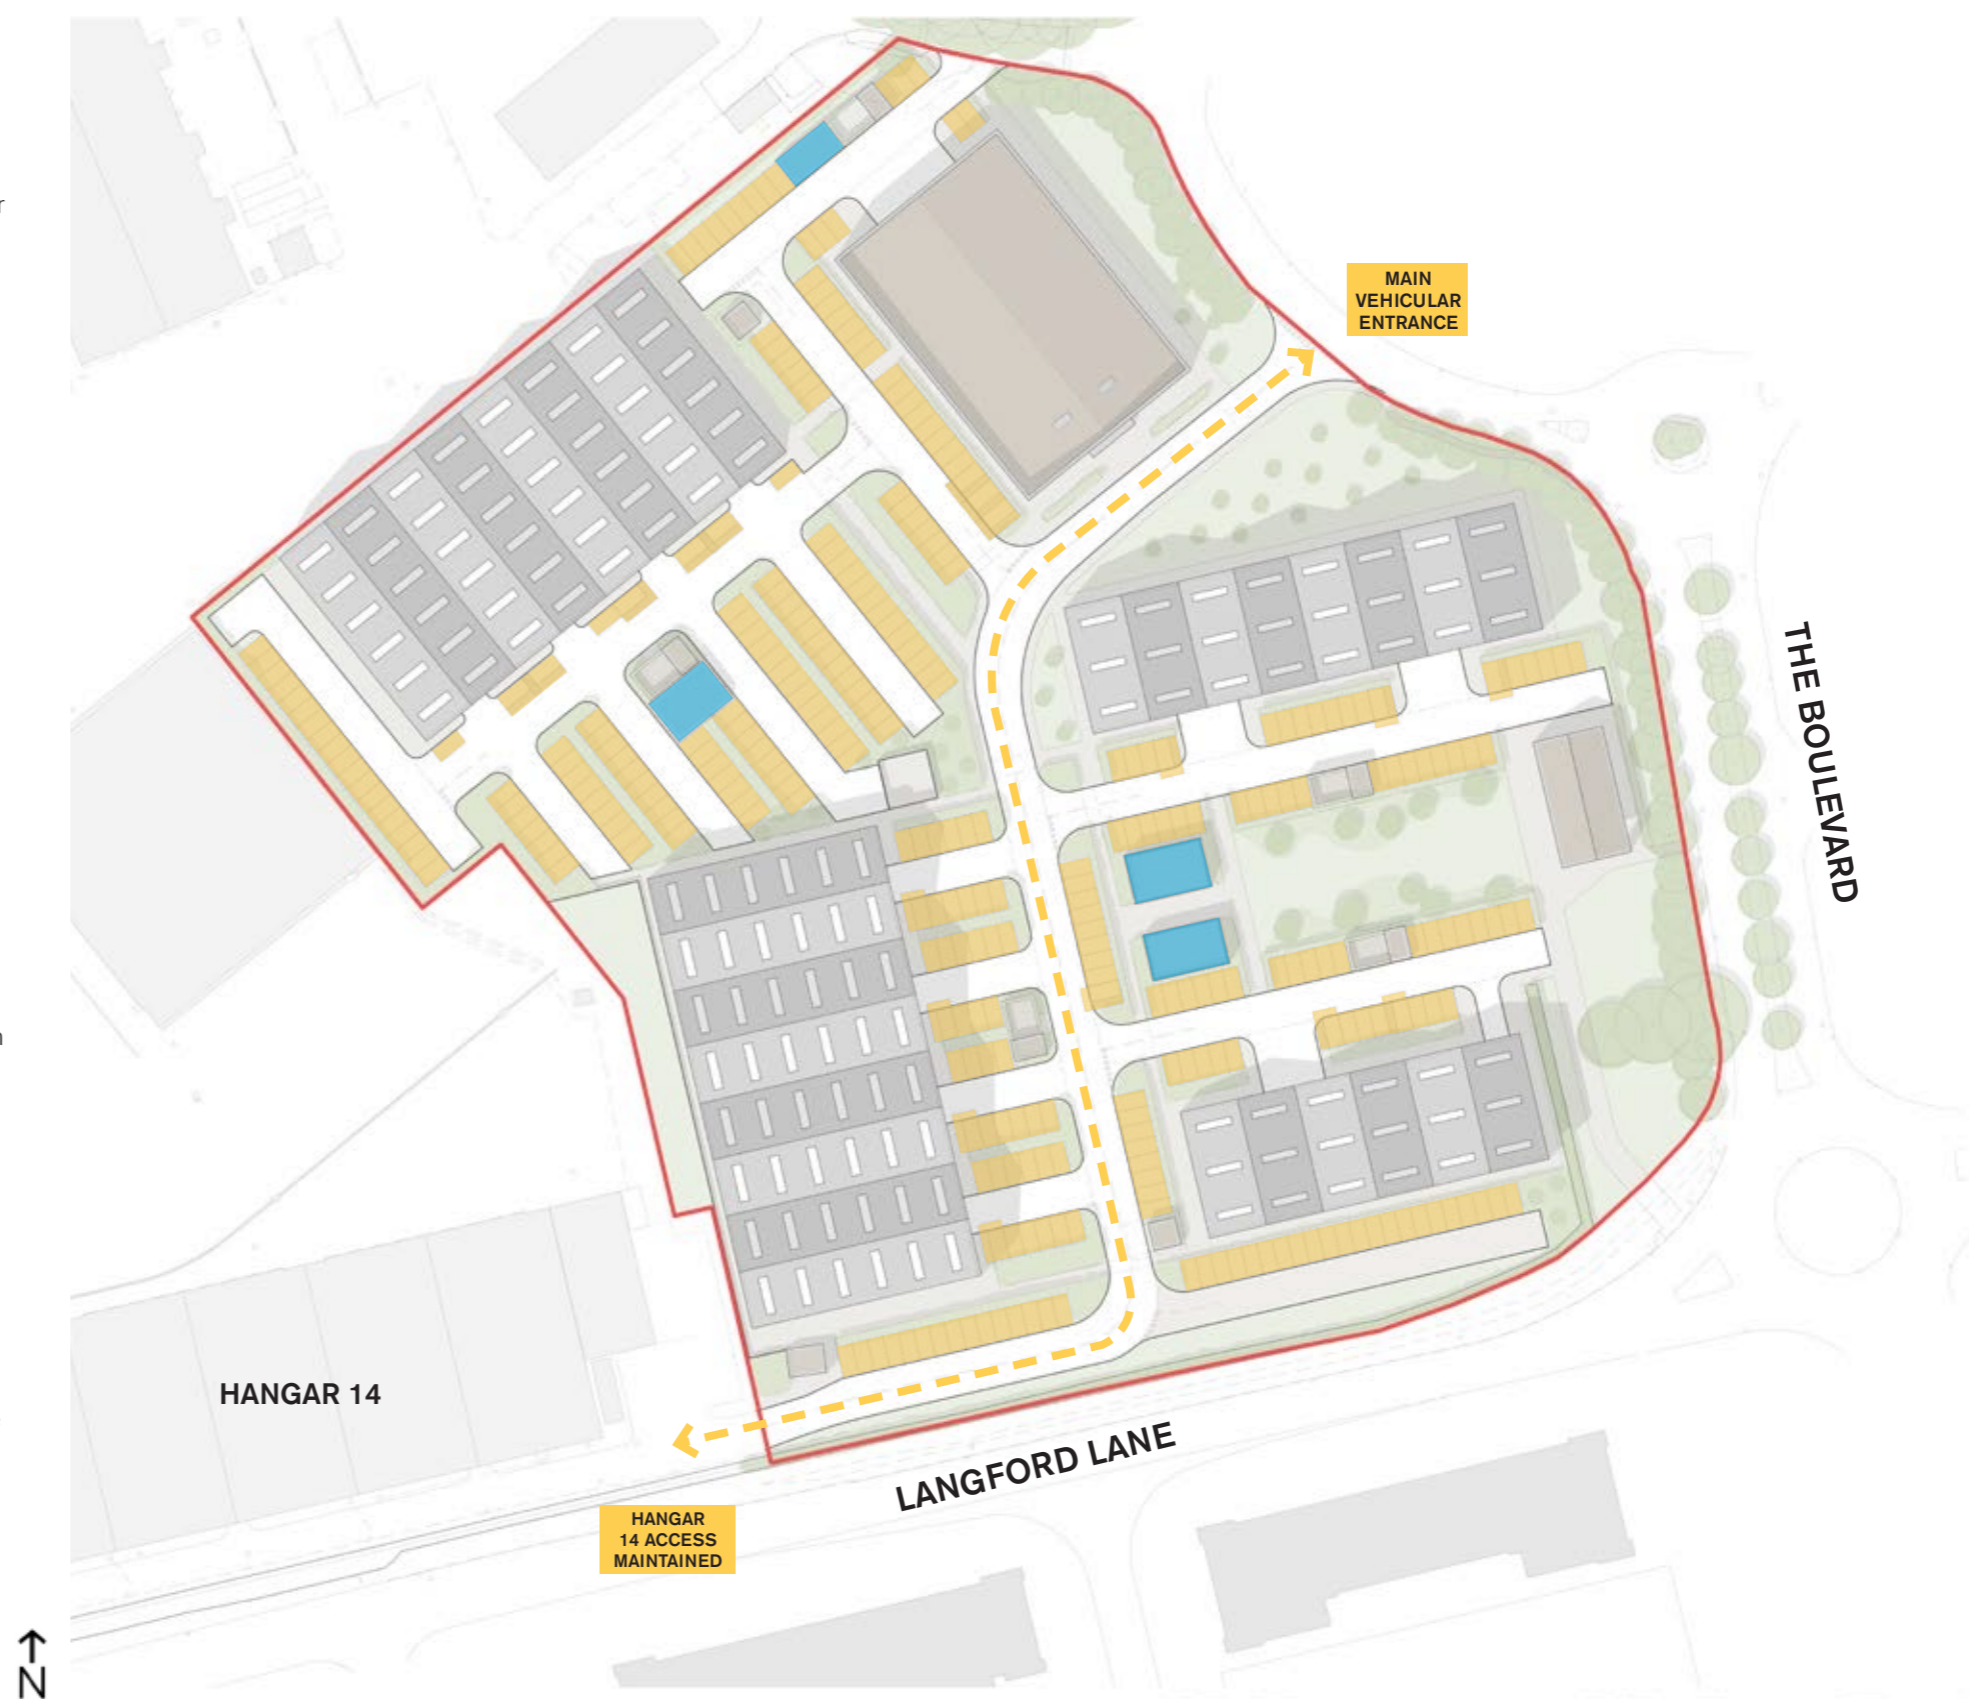 MAIN
VEHICULAR
ENTRANCE
THE BOULEVARD
HANGAR 14
LANGFORD LANE
HANGAR
14 ACCESS
MAINTAINED
N